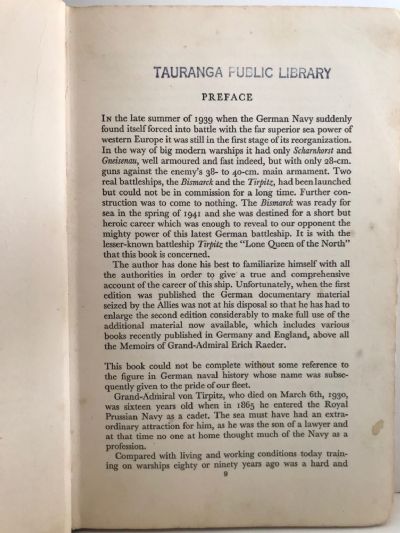 TAURANGA PUBLIC LIBRARY
PREFACE
IN the late summer of 1939 when the German Navy suddenly
found itself forced into battle with the far superior sea power of
western Europe it was still in the first stage of its reorganization.
In the way of big modern warships it had only Scharnhorst and
Gneisenau, well armoured and fast indeed, but with only 28-cm.
guns against the enemy's 38- to 40-cm. main armament. Two
real battleships, the Bismarck and the Tirpitz, had been launched
but could not be in commission for a long time. Further con-
struction was to come to nothing. The Bismarck was ready for
sea in the spring of 1941 and she was destined for a short but
heroic career which was enough to reveal to our opponent the
mighty power of this latest German battleship. It is with the
lesser-known battleship Tirpitz the "Lone Queen of the North"
that this book is concerned.
The author has done his best to familiarize himself with all
the authorities in order to give a true and comprehensive
account of the career of this ship. Unfortunately, when the first
edition was published the German documentary material
seized by the Allies was not at his disposal so that he has had to
enlarge the second edition considerably to make full use of the
additional material now available, which includes various
books recently published in Germany and England, above all
the Memoirs of Grand-Admiral Erich Raeder.
This book could not be complete without some reference to
the figure in German naval history whose name was subse-
quently given to the pride of our fleet.
Grand-Admiral von Tirpitz, who died on March 6th, 1930,
was sixteen years old when in 1865 he entered the Royal
Prussian Navy as a cadet. The sea must have had an extra-
ordinary attraction for him, as he was the son of a lawyer and
at that time no one at home thought much of the Navy as a
profession.
Compared with living and working conditions today train-
ing on warships eighty or ninety years ago was a hard and
9